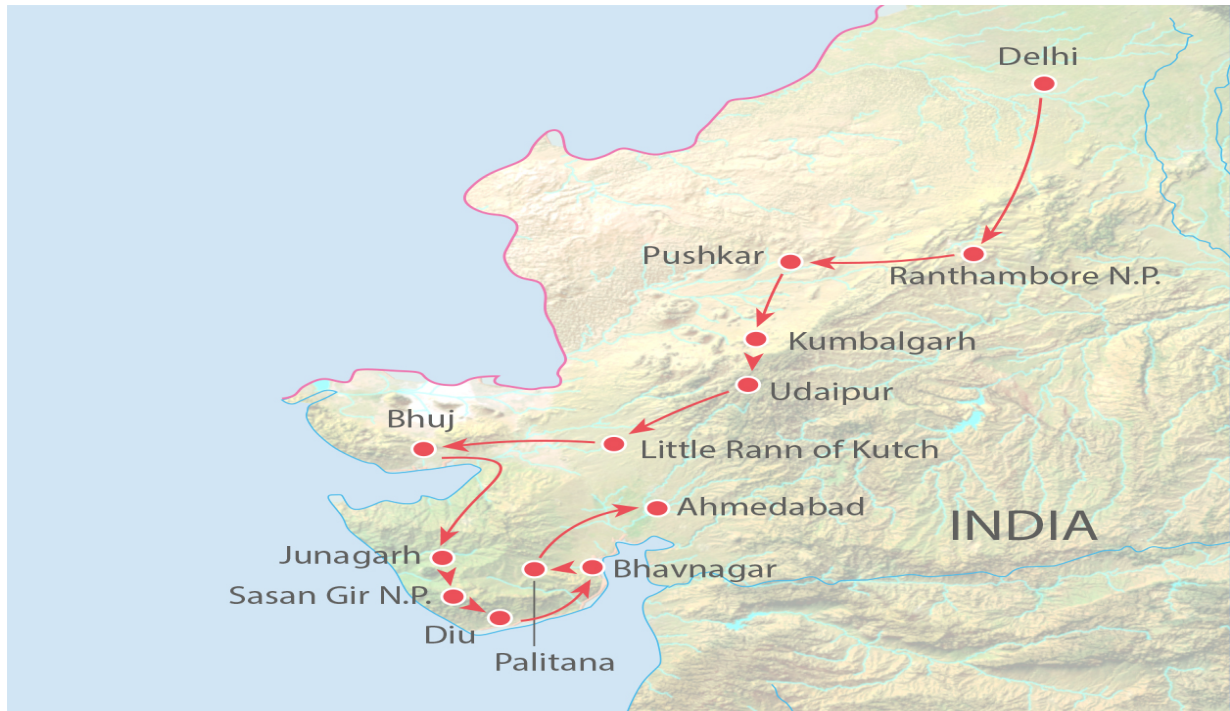 Delhi
Pushkar
Ranthambore N.P.
Kumbalgarh
Udaipur
Bhuj
Little Rann of Kutch
Ahmedabad
INDIA
Junagarh
Bhavnagar
Sasan Gir N.P.
Diu
Palitana